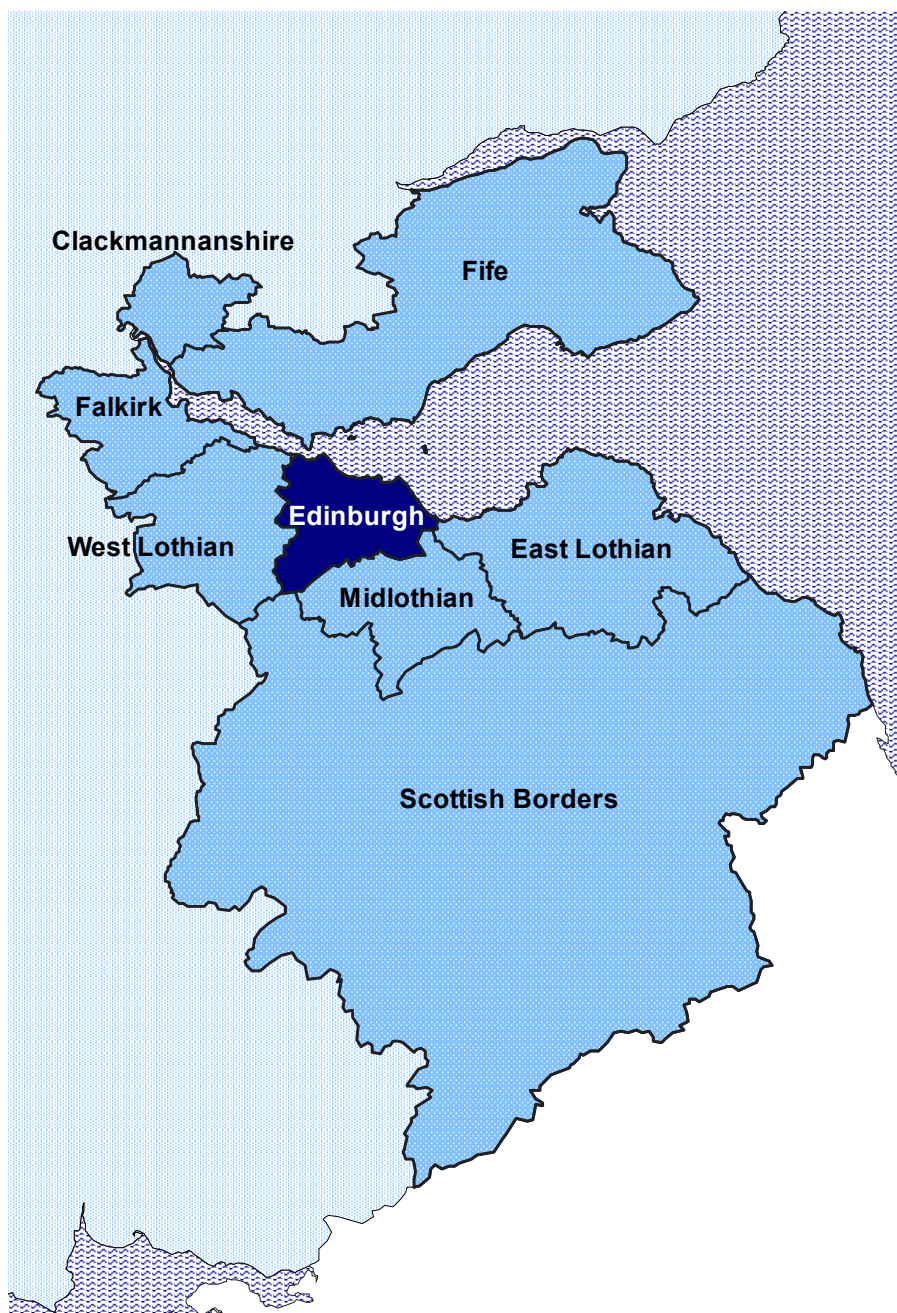 Clackmannanshire
Fife
Falkirk
Edinburgh
West Lothian
East Lothian
Midlothian
Scottish Borders